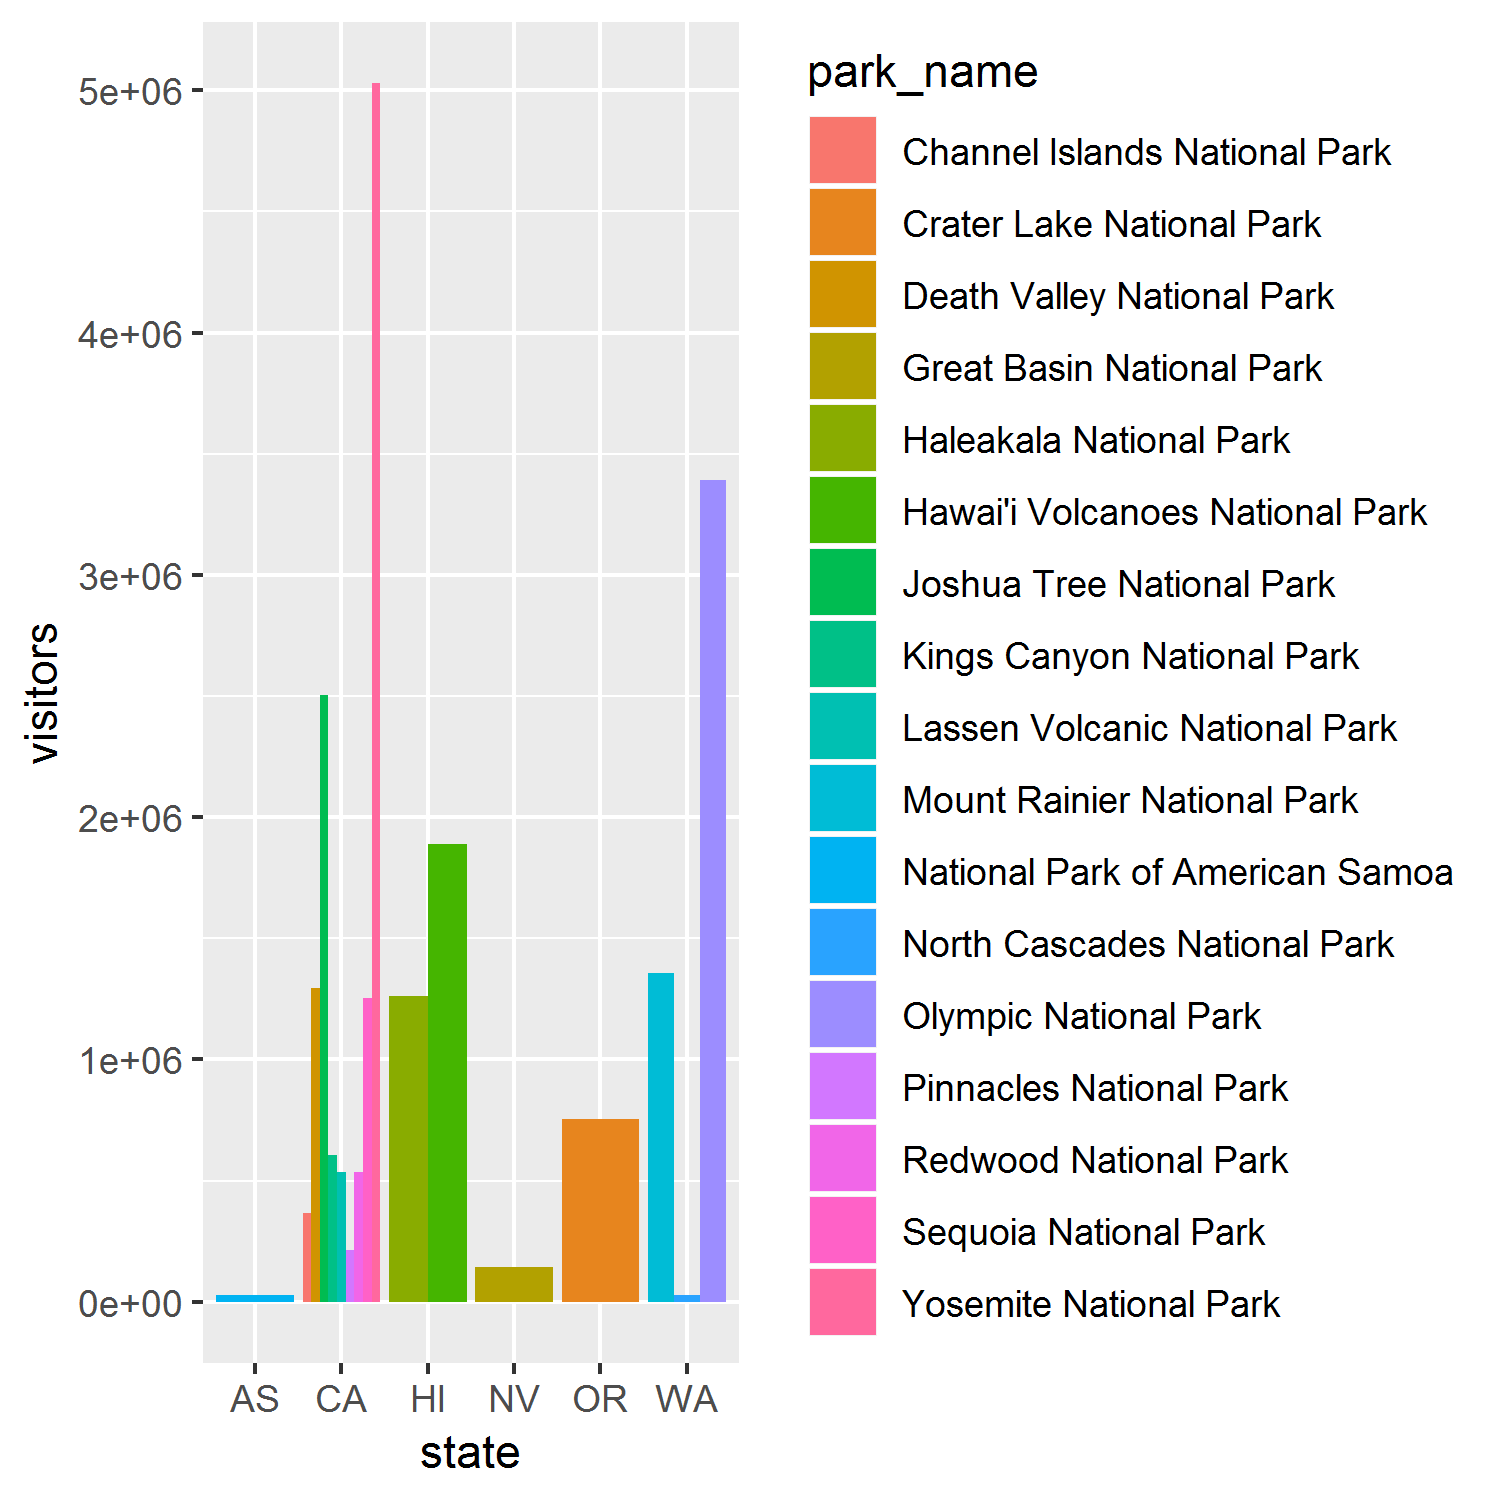 visitors
5e+06
4e+06
3e+06
2e+06
1e+06
0e+00
AS CA HI NV OR WA
state
park_name
Channel Islands National Park
Crater Lake National Park
Death Valley National Park
Great Basin National Park
Haleakala National Park
Hawai'i Volcanoes National Park
Joshua Tree National Park
Kings Canyon National Park
Lassen Volcanic National Park
Mount Rainier National Park
National Park of American Samoa
North Cascades National Park
Olympic National Park
Pinnacles National Park
Redwood National Park
Sequoia National Park
Yosemite National Park